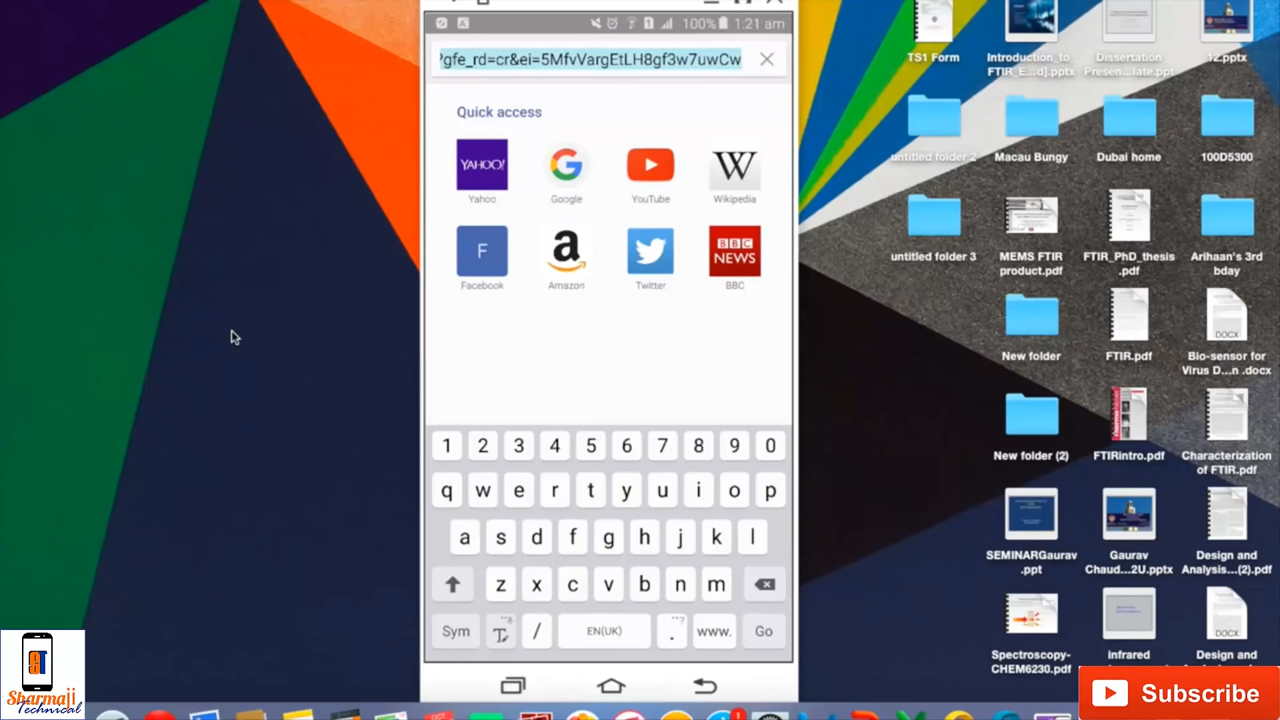 100% 1:21 am
?gfe_rd=cr&ei=5MfvVargEtLH8gf3w7uwCw
Quick access
YAHOO!
W
Yahoo
Google
YouTube
Wikipedia
F
a
BBC
NEWS
Facebook
Amazon
Twitter
BBC
1 2 3 4 5 6 7 8 9 0
q w e r t y u i o p
a s d f g h j k l
z x c v b n m
Sym
/
EN(UK)
.
www.
Go
TS1 Form
Introduction_to
_FTIR_E...d].pptx
Dissertation
Presen...late.ppt
12.pptx
untitled folder 2
Macau Bungy
Dubai home
100D5300
untitled folder 3
MEMS FTIR
product.pdf
FTIR_PhD_thesis
.pdf
Arihaan's 3rd
bday
New folder
FTIR.pdf
DOCX
Bio-sensor for
Virus D...n .docx
New folder (2)
FTIRintro.pdf
Characterization
of FTIR.pdf
SEMINARGaurav
.ppt
Gaurav
Chaud...2U.pptx
Design and
Analysis...(2).pdf
Spectroscopy-
CHEM6230.pdf
infrared
DOCX
Design and
Sharmaji
Technical
Subscribe